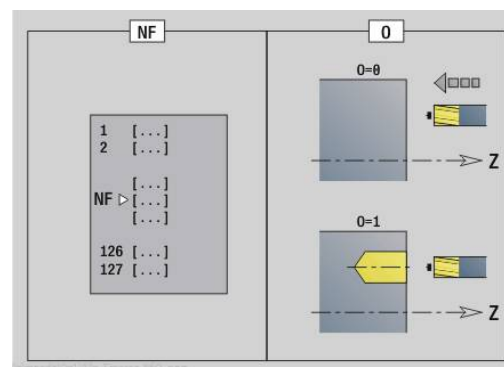 NF
1 [...]
2 [...]
[...]
NF [...]
[...]
126 [...]
127 [...]
O
O=0
Z
O=1
Z